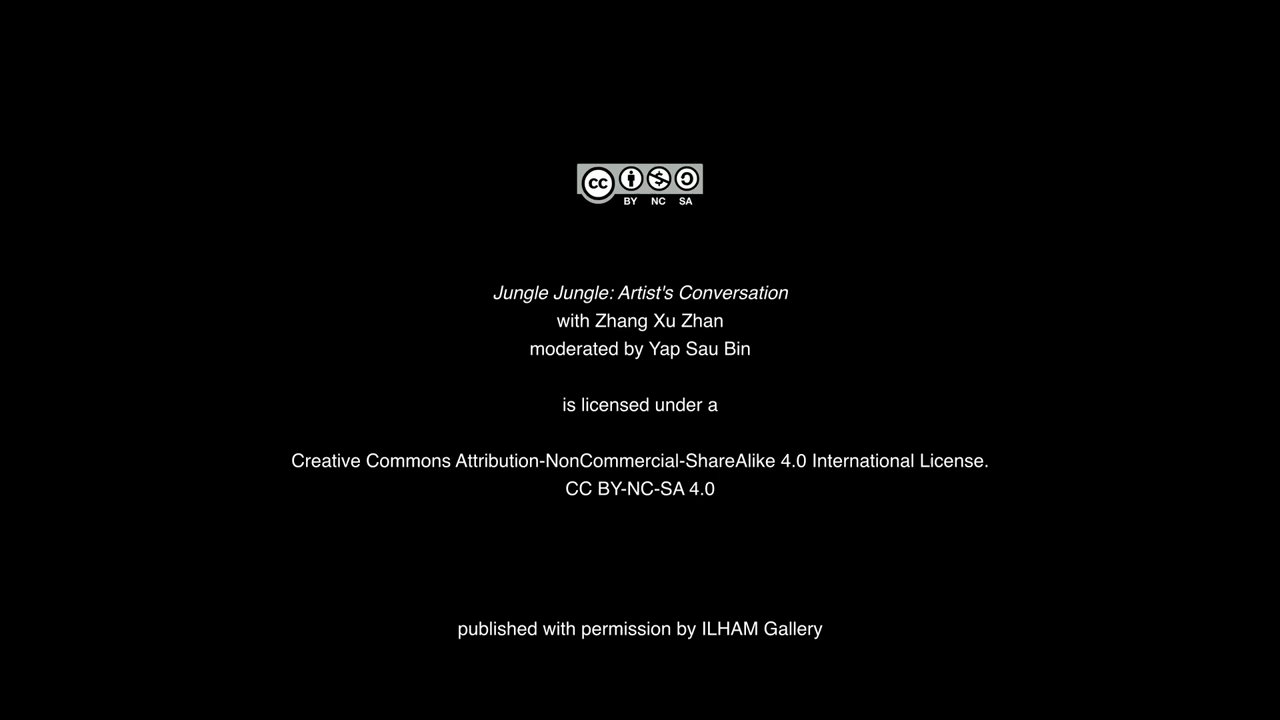 cc
BY NC SA
Jungle Jungle: Artist's Conversation
with Zhang Xu Zhan
moderated by Yap Sau Bin
is licensed under a
Creative Commons Attribution-NonCommercial-ShareAlike 4.0 International License.
CC BY-NC-SA 4.0
published with permission by ILHAM Gallery